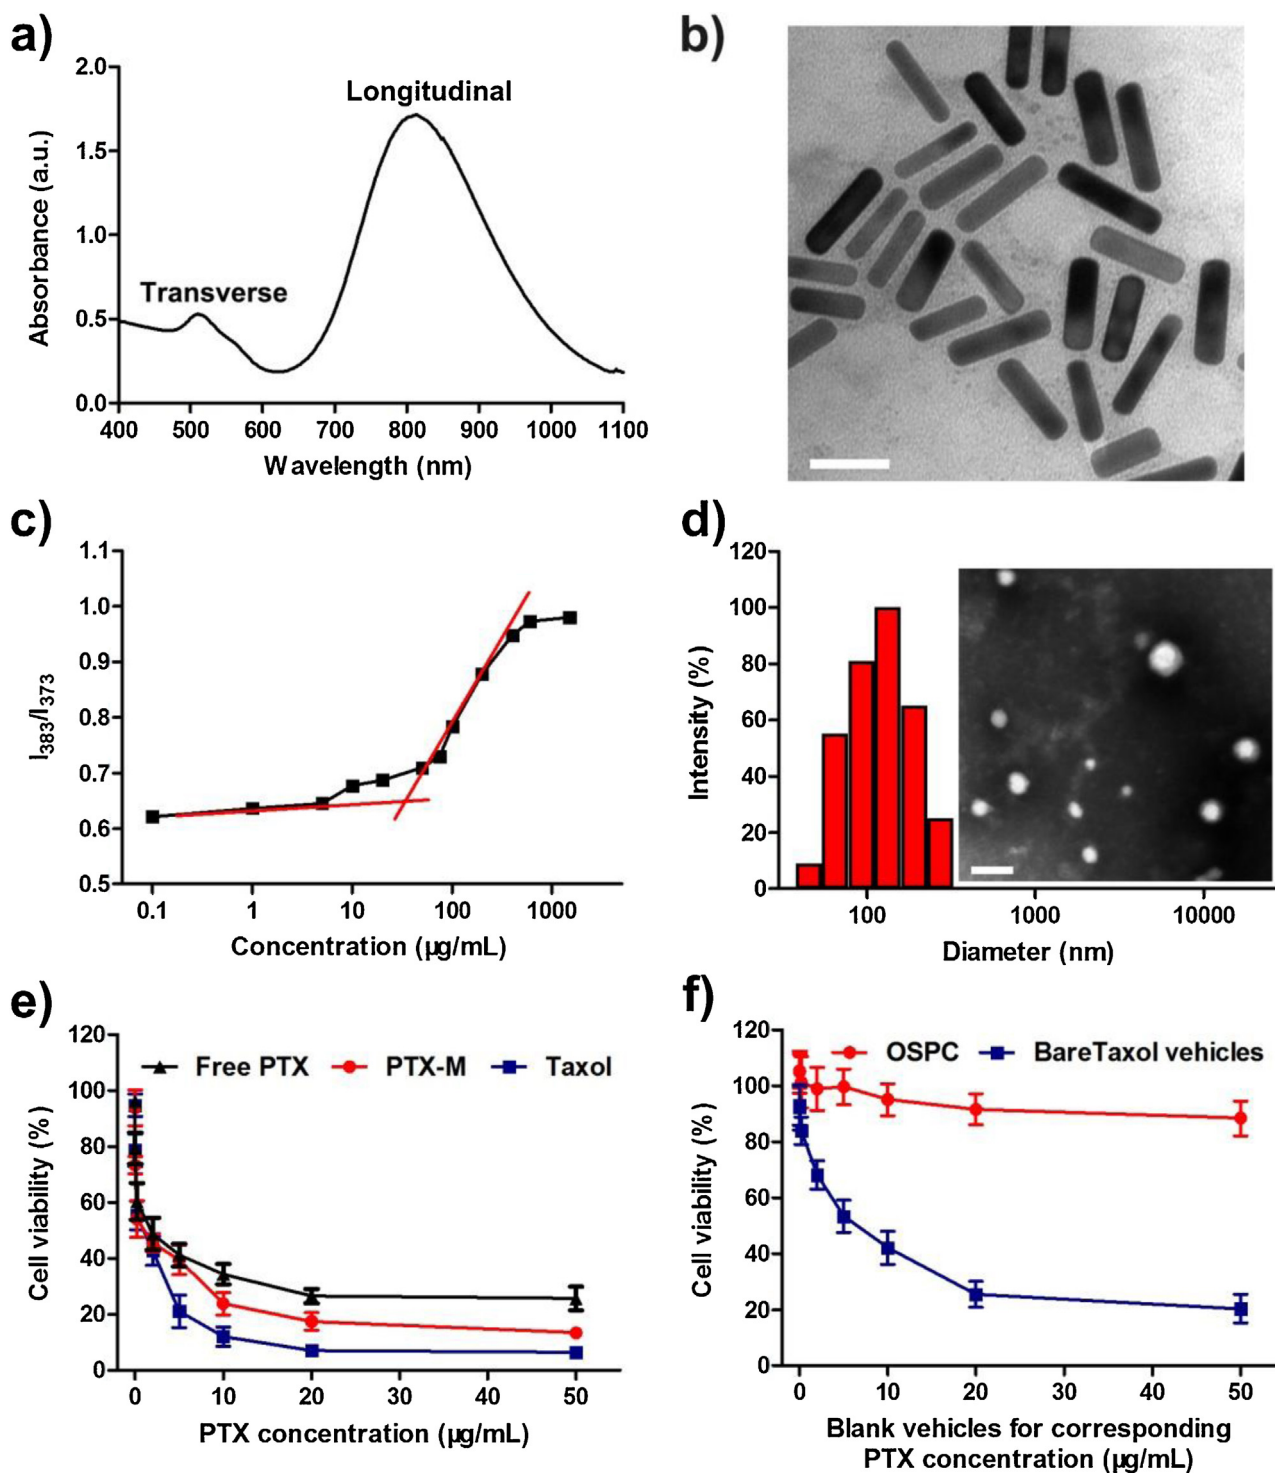 a)
2.0
1.5
1.0
0.5
0.0
Absorbance (a.u.)
Longitudinal
Transverse
400 500 600 700 800 900 1000 1100
Wavelength (nm)
b)
c)
1.1
1.0
0.9
0.8
0.7
0.6
0.5
I383/I373
0.1 1 10 100 1000
Concentration (µg/mL)
d)
120
100
80
60
40
20
0
Intensity (%)
100 1000 10000
Diameter (nm)
e)
120
100
80
60
40
20
0
Cell viability (%)
Free PTX PTX-M Taxol
0 10 20 30 40 50
PTX concentration (µg/mL)
f)
120
100
80
60
40
20
0
Cell viability (%)
OSPC BareTaxol vehicles
0 10 20 30 40 50
Blank vehicles for corresponding
PTX concentration (µg/mL)